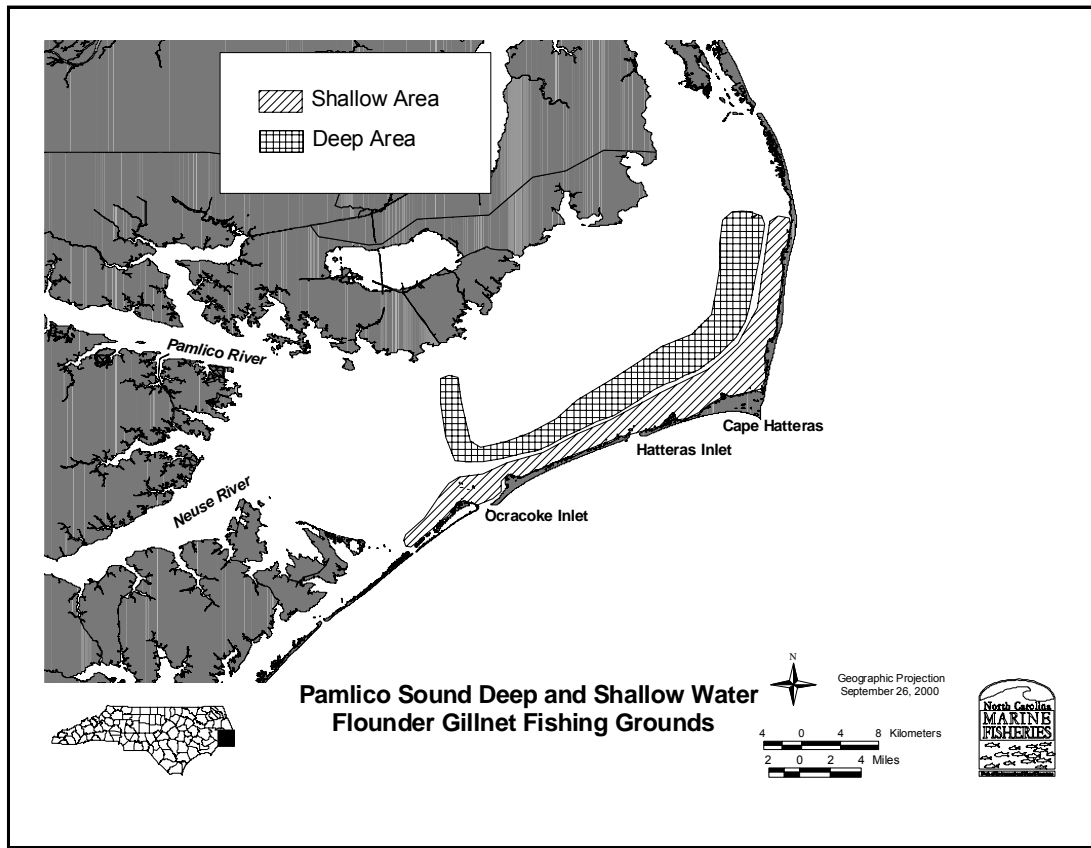 Shallow Area
Deep Area
Pamlico River
Neuse River
Cape Hatteras
Hatteras Inlet
Ocracoke Inlet
Pamlico Sound Deep and Shallow Water
Flounder Gillnet Fishing Grounds
N
Geographic Projection
September 26, 2000
4 0 4 8 Kilometers
2 0 2 4 Miles
North Carolina
MARINE
FISHERIES